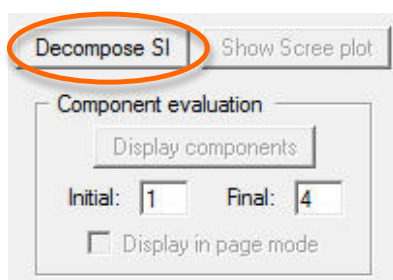 Decompose SI Show Scree plot
Component evaluation
Display components
Initial: 1 Final: 4
Display in page mode